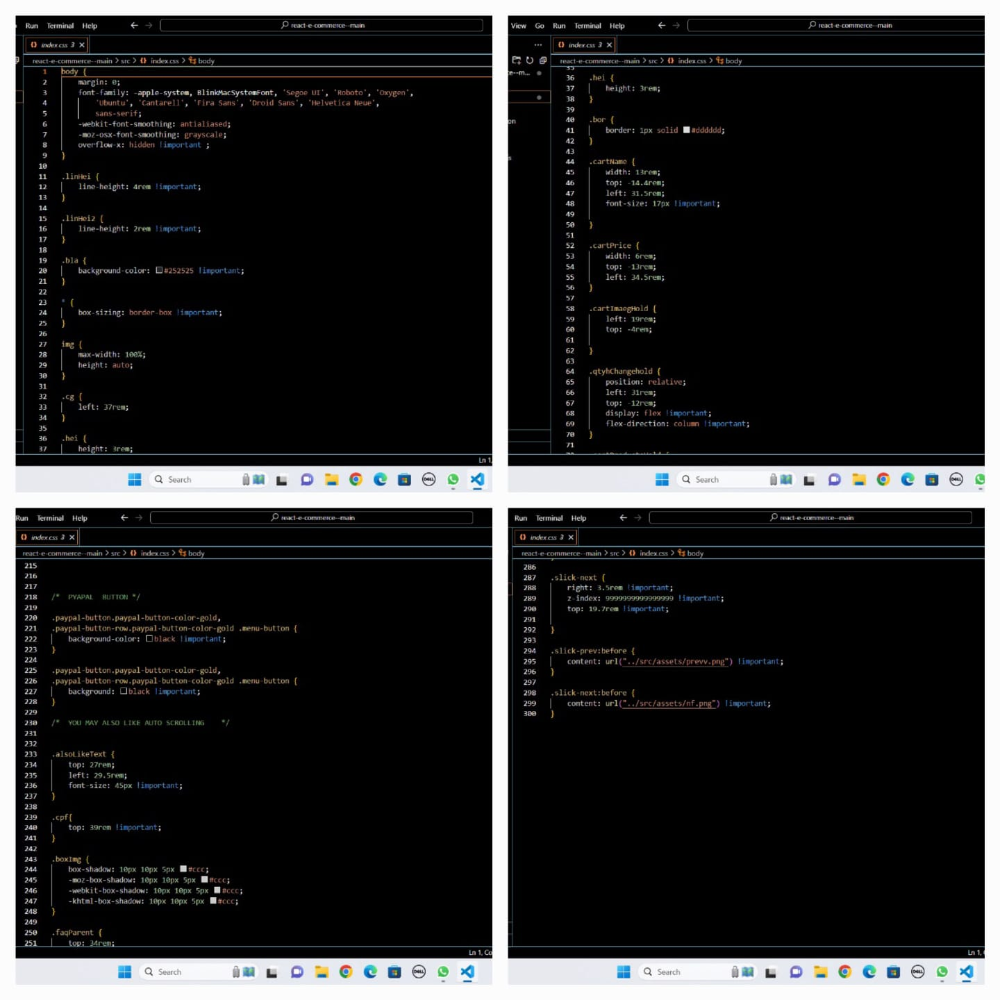 Run Terminal Help
react-e-commerce--main
index.css 3
react-e-commerce--main > src > {} index.css > body
1 body {
2 margin: 0;
3 font-family: -apple-system, BlinkMacSystemFont, 'Segoe UI', 'Roboto', 'Oxygen',
4 'Ubuntu', 'Cantarell', 'Fira Sans', 'Droid Sans', 'Helvetica Neue',
5 sans-serif;
6 -webkit-font-smoothing: antialiased;
7 -moz-osx-font-smoothing: grayscale;
8 overflow-x: hidden !important ;
9 }
10
11 .linHei {
12 line-height: 4rem !important;
13 }
14
15 .linHei2 {
16 line-height: 2rem !important;
17 }
18
19 .bla {
20 background-color: #252525 !important;
21 }
22
23 * {
24 box-sizing: border-box !important;
25 }
26
27 img {
28 max-width: 100%;
29 height: auto;
30 }
31
32 .cg {
33 left: 37rem;
34 }
35
36 .hei {
37 height: 3rem;
Ln 1,
Search
DELL
View Go Run Terminal Help
react-e-commerce--main
index.css 3
react-e-commerce--main > src > {} index.css > body
35
36 .hei {
37 height: 3rem;
38 }
39
40 .bor {
41 border: 1px solid #dddddd;
42 }
43
44 .cartName {
45 width: 13rem;
46 top: -14.4rem;
47 left: 31.5rem;
48 font-size: 17px !important;
49
50 }
51
52 .cartPrice {
53 width: 6rem;
54 top: -13rem;
55 left: 34.5rem;
56 }
57
58 .cartImaegHold {
59 left: 19rem;
60 top: -4rem;
61
62 }
63
64 .qtyhChangehold {
65 position: relative;
66 left: 31rem;
67 top: -12rem;
68 display: flex !important;
69 flex-direction: column !important;
70 }
71
Search
DELL
Run Terminal Help
react-e-commerce--main
index.css 3
react-e-commerce--main > src > {} index.css > body
215
216
217
218 /* PYAPAL BUTTON */
219
220 .paypal-button.paypal-button-color-gold,
221 .paypal-button-row.paypal-button-color-gold .menu-button {
222 background-color: black !important;
223 }
224
225 .paypal-button.paypal-button-color-gold,
226 .paypal-button-row.paypal-button-color-gold .menu-button {
227 background: black !important;
228 }
229
230 /* YOU MAY ALSO LIKE AUTO SCROLLING */
231
232
233 .alsoLikeText {
234 top: 27rem;
235 left: 29.5rem;
236 font-size: 45px !important;
237 }
238
239 .cpf{
240 top: 39rem !important;
241 }
242
243 .boxImg {
244 box-shadow: 10px 10px 5px #ccc;
245 -moz-box-shadow: 10px 10px 5px #ccc;
246 -webkit-box-shadow: 10px 10px 5px #ccc;
247 -khtml-box-shadow: 10px 10px 5px #ccc;
248 }
249
250 .faqParent {
251 top: 34rem;
Ln 1, Co
Search
DELL
Run Terminal Help
react-e-commerce--main
index.css 3
react-e-commerce--main > src > {} index.css > body
286
287 .slick-next {
288 right: 3.5rem !important;
289 z-index: 9999999999999999 !important;
290 top: 19.7rem !important;
291
292 }
293
294 .slick-prev:before {
295 content: url("../src/assets/prevv.png") !important;
296 }
297
298 .slick-next:before {
299 content: url("../src/assets/nf.png") !important;
300 }
Ln 1,
Search
DELL